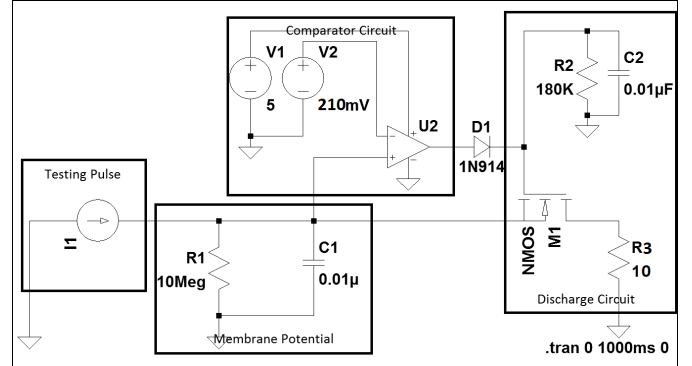 Comparator Circuit
V1
V2
5
210mV
U2
D1
1N914
R2
180K
C2
0.01µF
Testing Pulse
I1
R1
10Meg
C1
0.01µ
Membrane Potential
NMOS
M1
R3
10
Discharge Circuit
.tran 0 1000ms 0